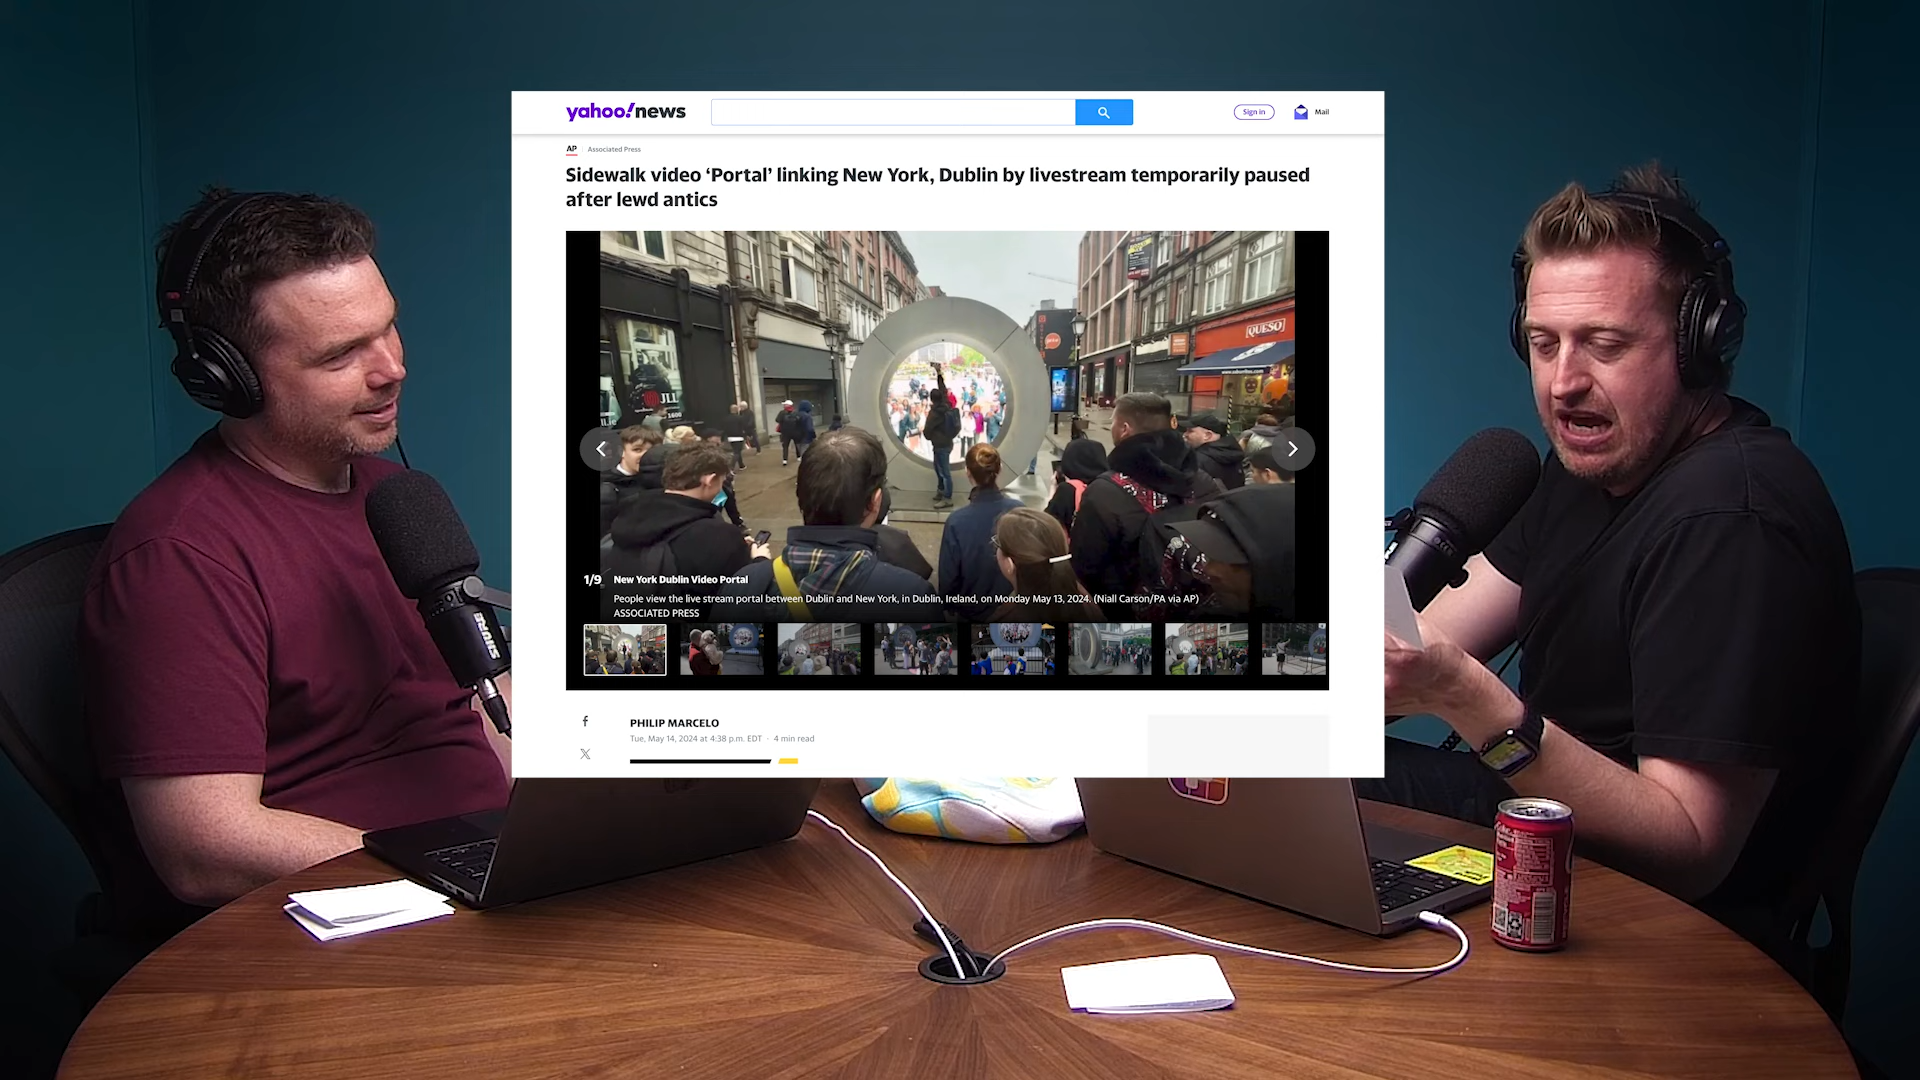 yahoo!news
Sign in
Mail
AP
Associated Press
Sidewalk video ‘Portal’ linking New York, Dublin by livestream temporarily paused
after lewd antics
QUESO
JLL
1/9
New York Dublin Video Portal
People view the live stream portal between Dublin and New York, in Dublin, Ireland, on Monday May 13, 2024. (Niall Carson/PA via AP)
ASSOCIATED PRESS
PHILIP MARCELO
Tue, May 14, 2024 at 4:38 p.m. EDT · 4 min read
SHURE